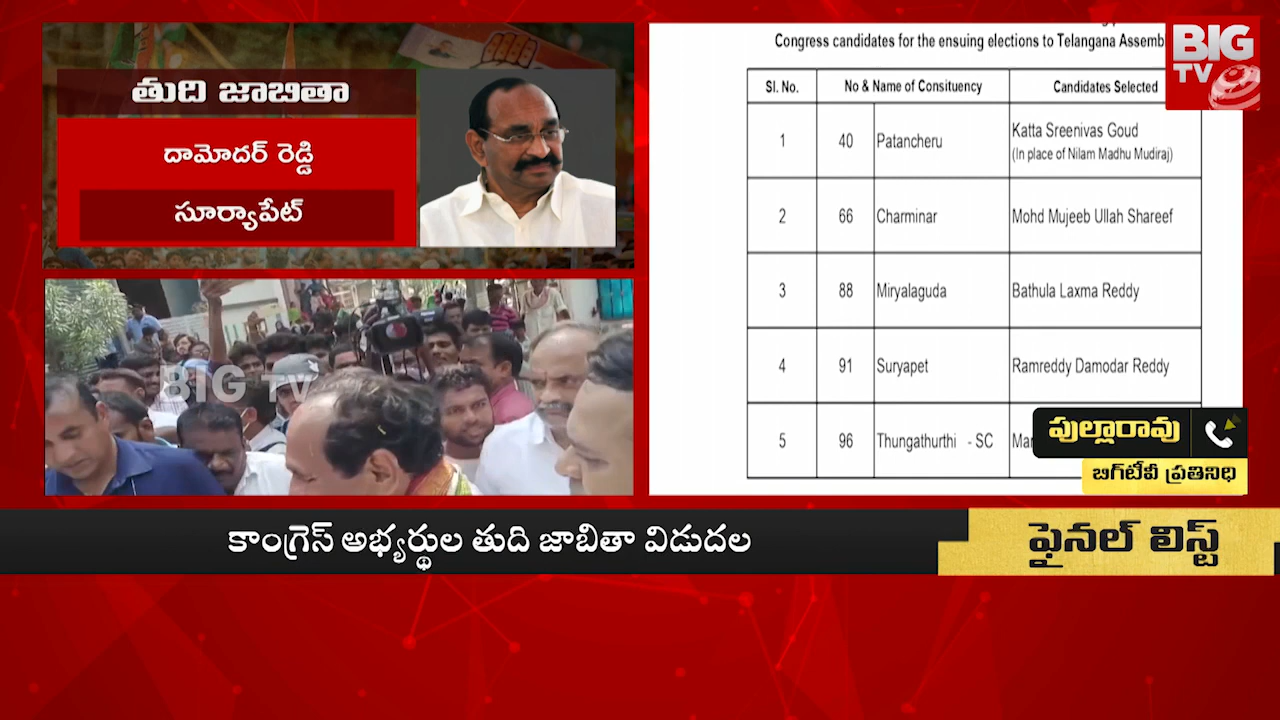 తుది జాబితా
దామోదర్ రెడ్డి
సూర్యాపేట్
BIG TV
Congress candidates for the ensuing elections to Telangana
Sl. No. No & Name of Consituency Candidates Selected
1 40 Patancheru Katta Sreenivas Goud
(In place of Nilam Madhu Mudiraj)
2 66 Charminar Mohd Mujeeb Ullah Shareef
3 88 Miryalaguda Bathula Laxma Reddy
4 91 Suryapet Ramreddy Damodar Reddy
5 96 Thungathurthi - SC
BIG
TV
పుల్లారావు
బిగ్‌టీవీ ప్రతినిధి
కాంగ్రెస్ అభ్యర్థుల తుది జాబితా విడుదల
ఫైనల్ లిస్ట్